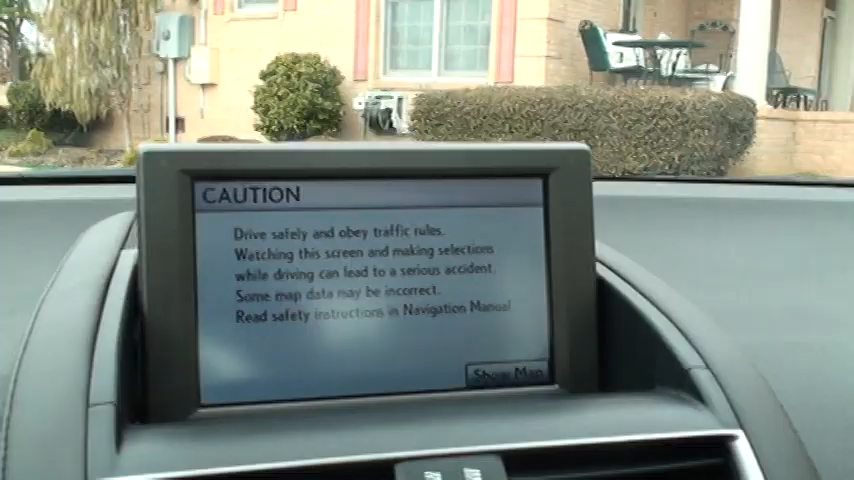 CAUTION
Drive safely and obey traffic rules.
Watching this screen and making selections
while driving can lead to a serious accident.
Some map data may be incorrect.
Read safety instructions in Navigation Manual
Show Map